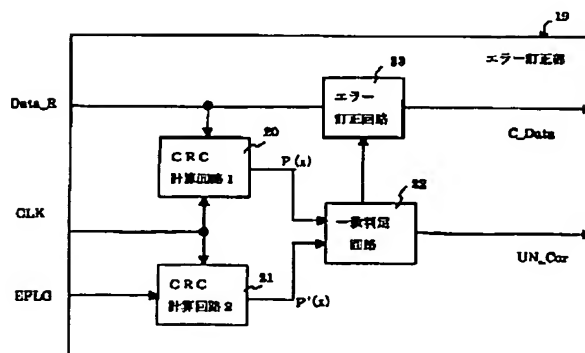 19
エラー訂正部
Data_R
エラー
訂正回路
23
C_Data
CRC
計算回路1
20
P(x)
CLK
一致判定
回路
22
UN_Cor
EPLG
CRC
計算回路2
21
P'(x)